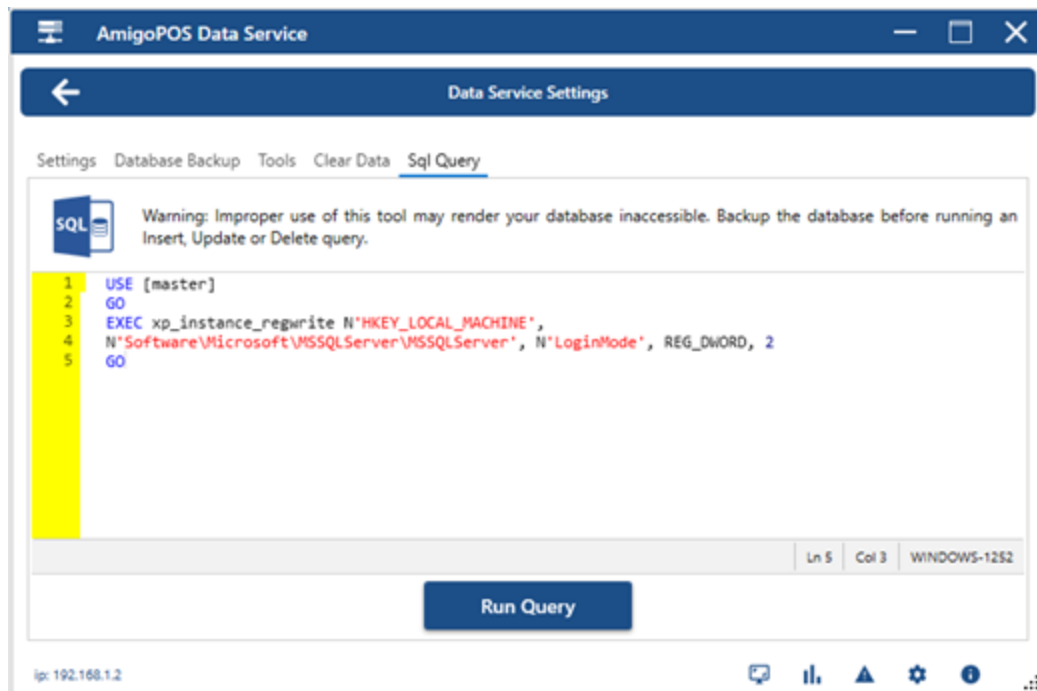 AmigoPOS Data Service
Data Service Settings
Settings Database Backup Tools Clear Data Sql Query
SQL
Warning: Improper use of this tool may render your database inaccessible. Backup the database before running an
Insert, Update or Delete query.
1 USE [master]
2 GO
3 EXEC xp_instance_regwrite N'HKEY_LOCAL_MACHINE',
4 N'Software\Microsoft\MSSQLServer\MSSQLServer', N'LoginMode', REG_DWORD, 2
5 GO
Ln 5 Col 3 WINDOWS-1252
Run Query
ip: 192.168.1.2